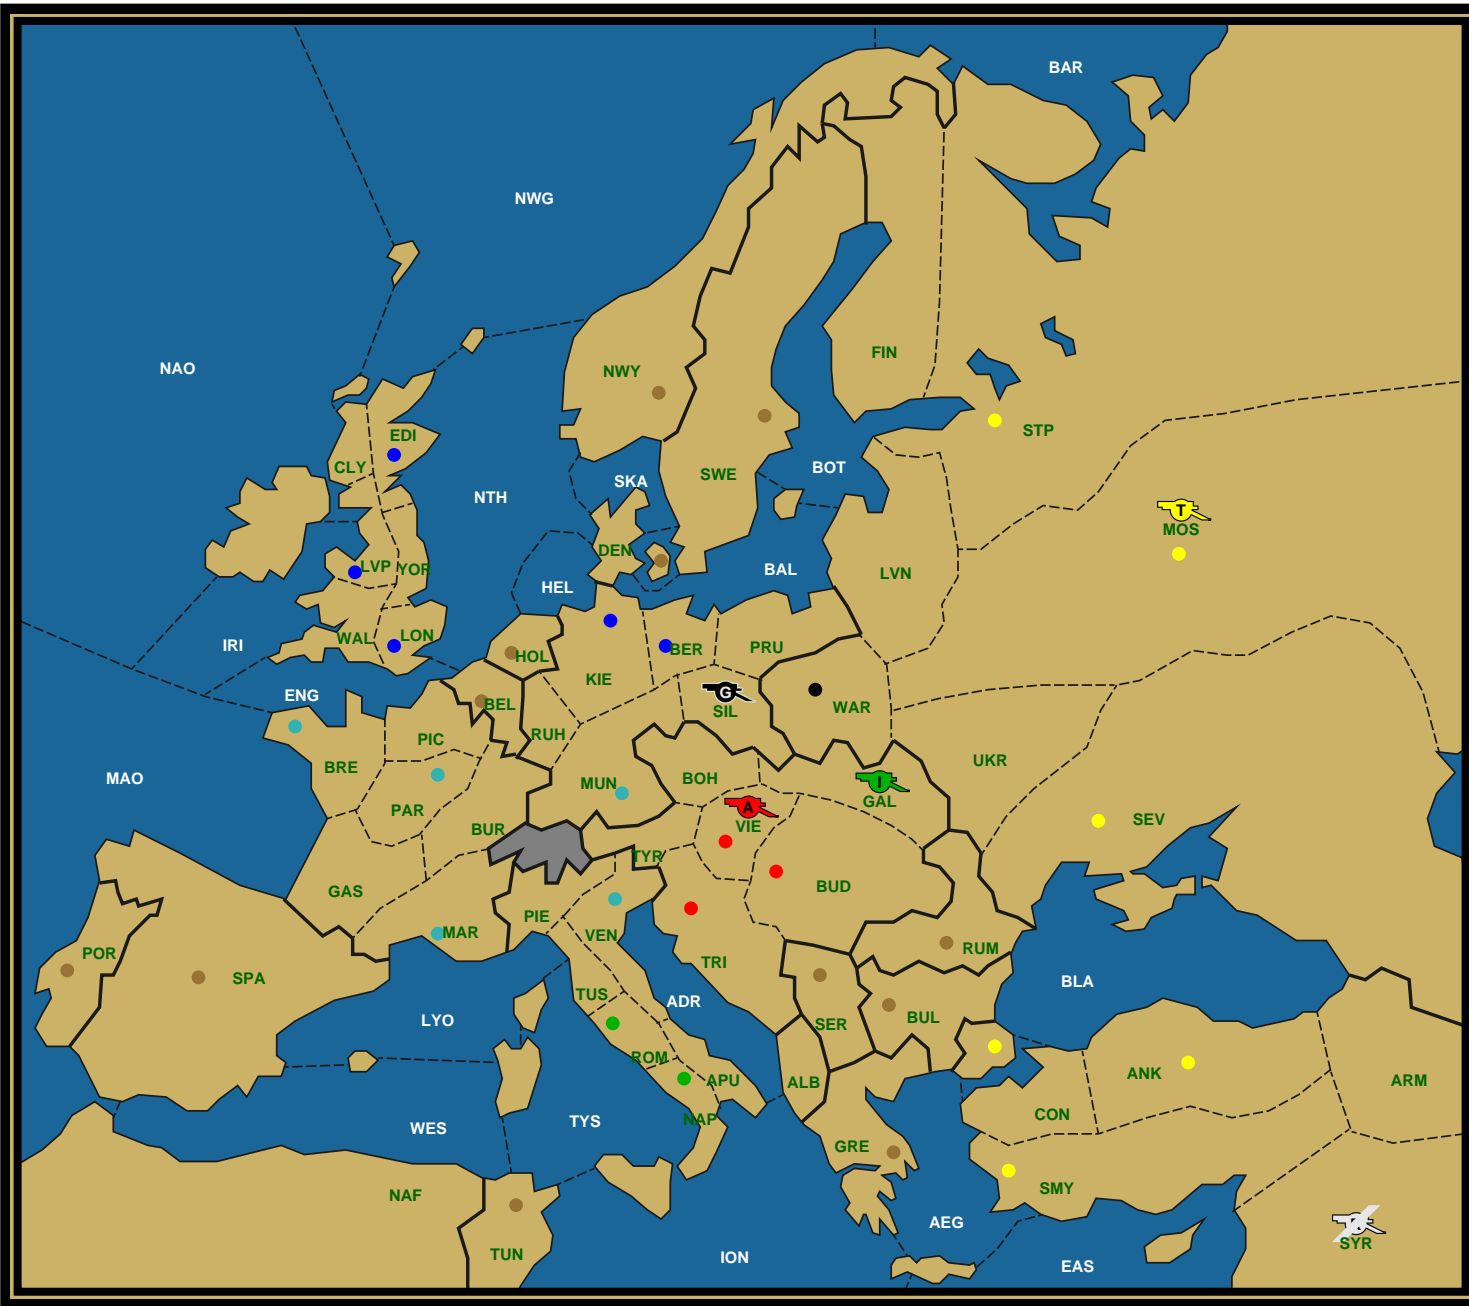 BAR
NWG
NAO
FIN
NWY
STP
EDI
CLY
SKA
BOT
SWE
NTH
T
MOS
DEN
LVP
YOR
BAL
LVN
HEL
IRI
WAL
LON
HOL
BER
PRU
KIE
ENG
BEL
G
SIL
WAR
PIC
RUH
BRE
UKR
MAO
MUN
BOH
I
GAL
PAR
A
VIE
SEV
BUR
TYR
GAS
BUD
PIE
MAR
VEN
POR
SPA
TRI
RUM
BLA
TUS
ADR
LYO
SER
BUL
ROM
APU
ALB
ANK
ARM
WES
TYS
NAP
CON
GRE
NAF
SMY
AEG
SYR
TUN
ION
EAS